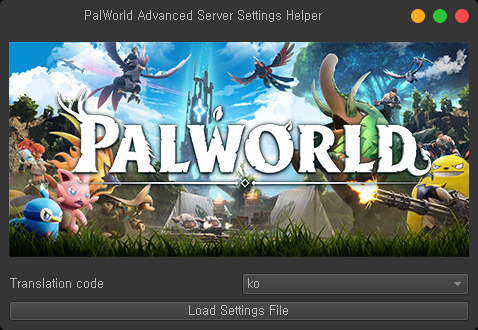 PalWorld Advanced Server Settings Helper
PALWORLD
Translation code
ko
Load Settings File